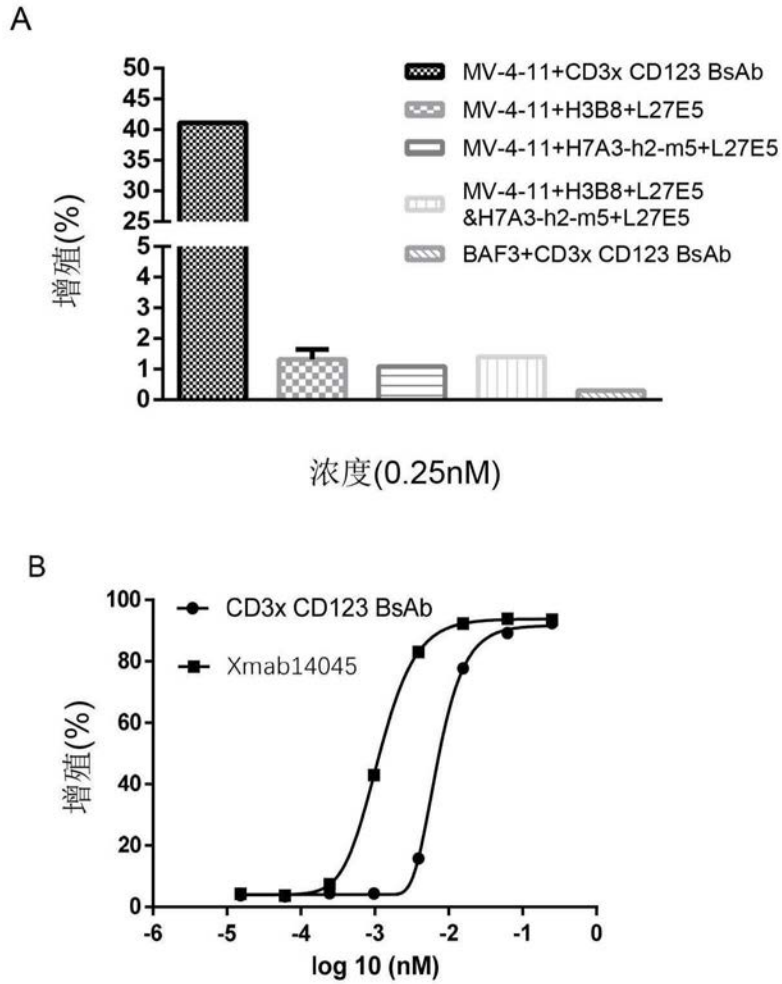 A
50
45
40
35
30
25
5
4
3
2
1
0
增殖(%)
MV-4-11+CD3x CD123 BsAb
MV-4-11+H3B8+L27E5
MV-4-11+H7A3-h2-m5+L27E5
MV-4-11+H3B8+L27E5
&H7A3-h2-m5+L27E5
BAF3+CD3x CD123 BsAb
浓度(0.25nM)
B
100
80
60
40
20
0
增殖(%)
CD3x CD123 BsAb
Xmab14045
-6 -5 -4 -3 -2 -1 0
log 10 (nM)